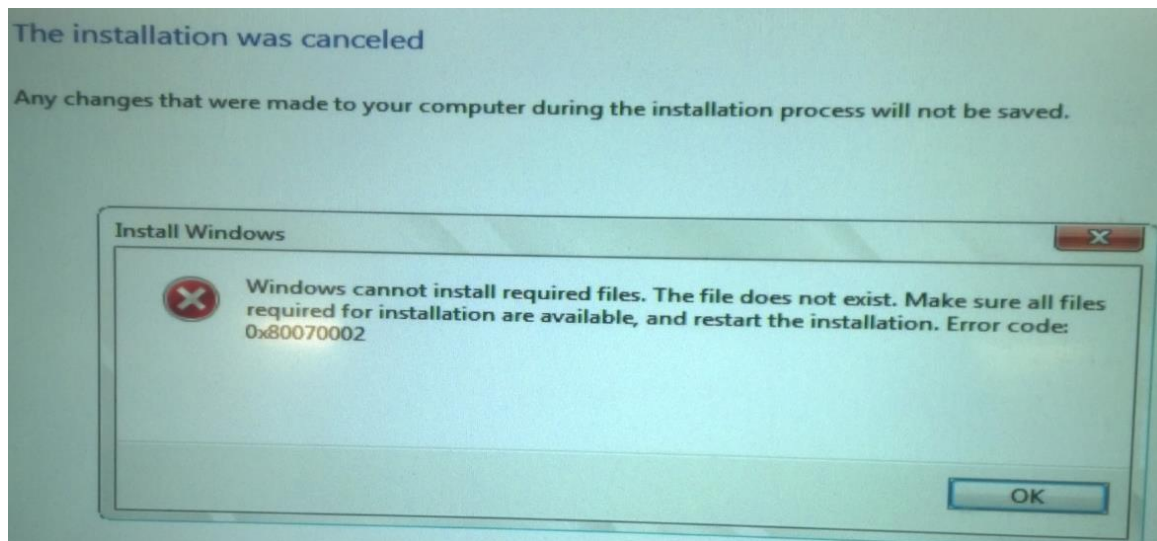 The installation was canceled
Any changes that were made to your computer during the installation process will not be saved.
Install Windows
Windows cannot install required files. The file does not exist. Make sure all files
required for installation are available, and restart the installation. Error code:
0x80070002
OK